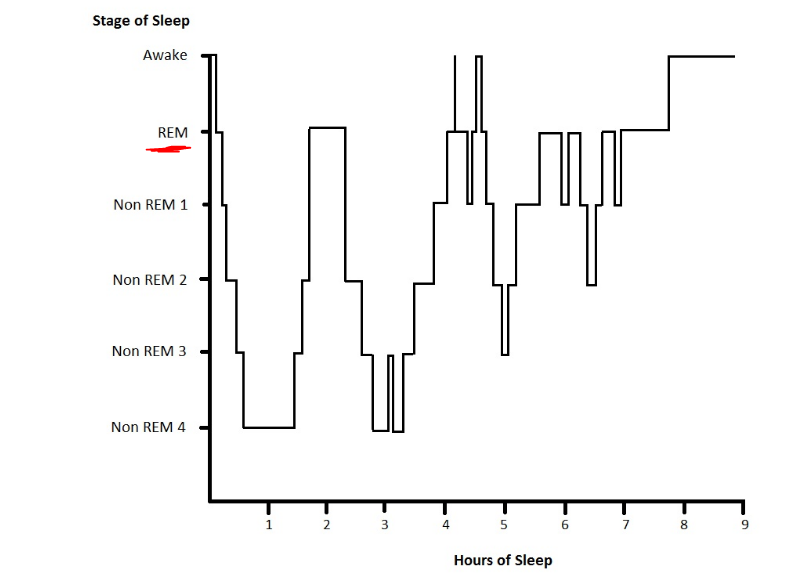 Stage of Sleep
Awake
REM
Non REM 1
Non REM 2
Non REM 3
Non REM 4
1 2 3 4 5 6 7 8 9
Hours of Sleep